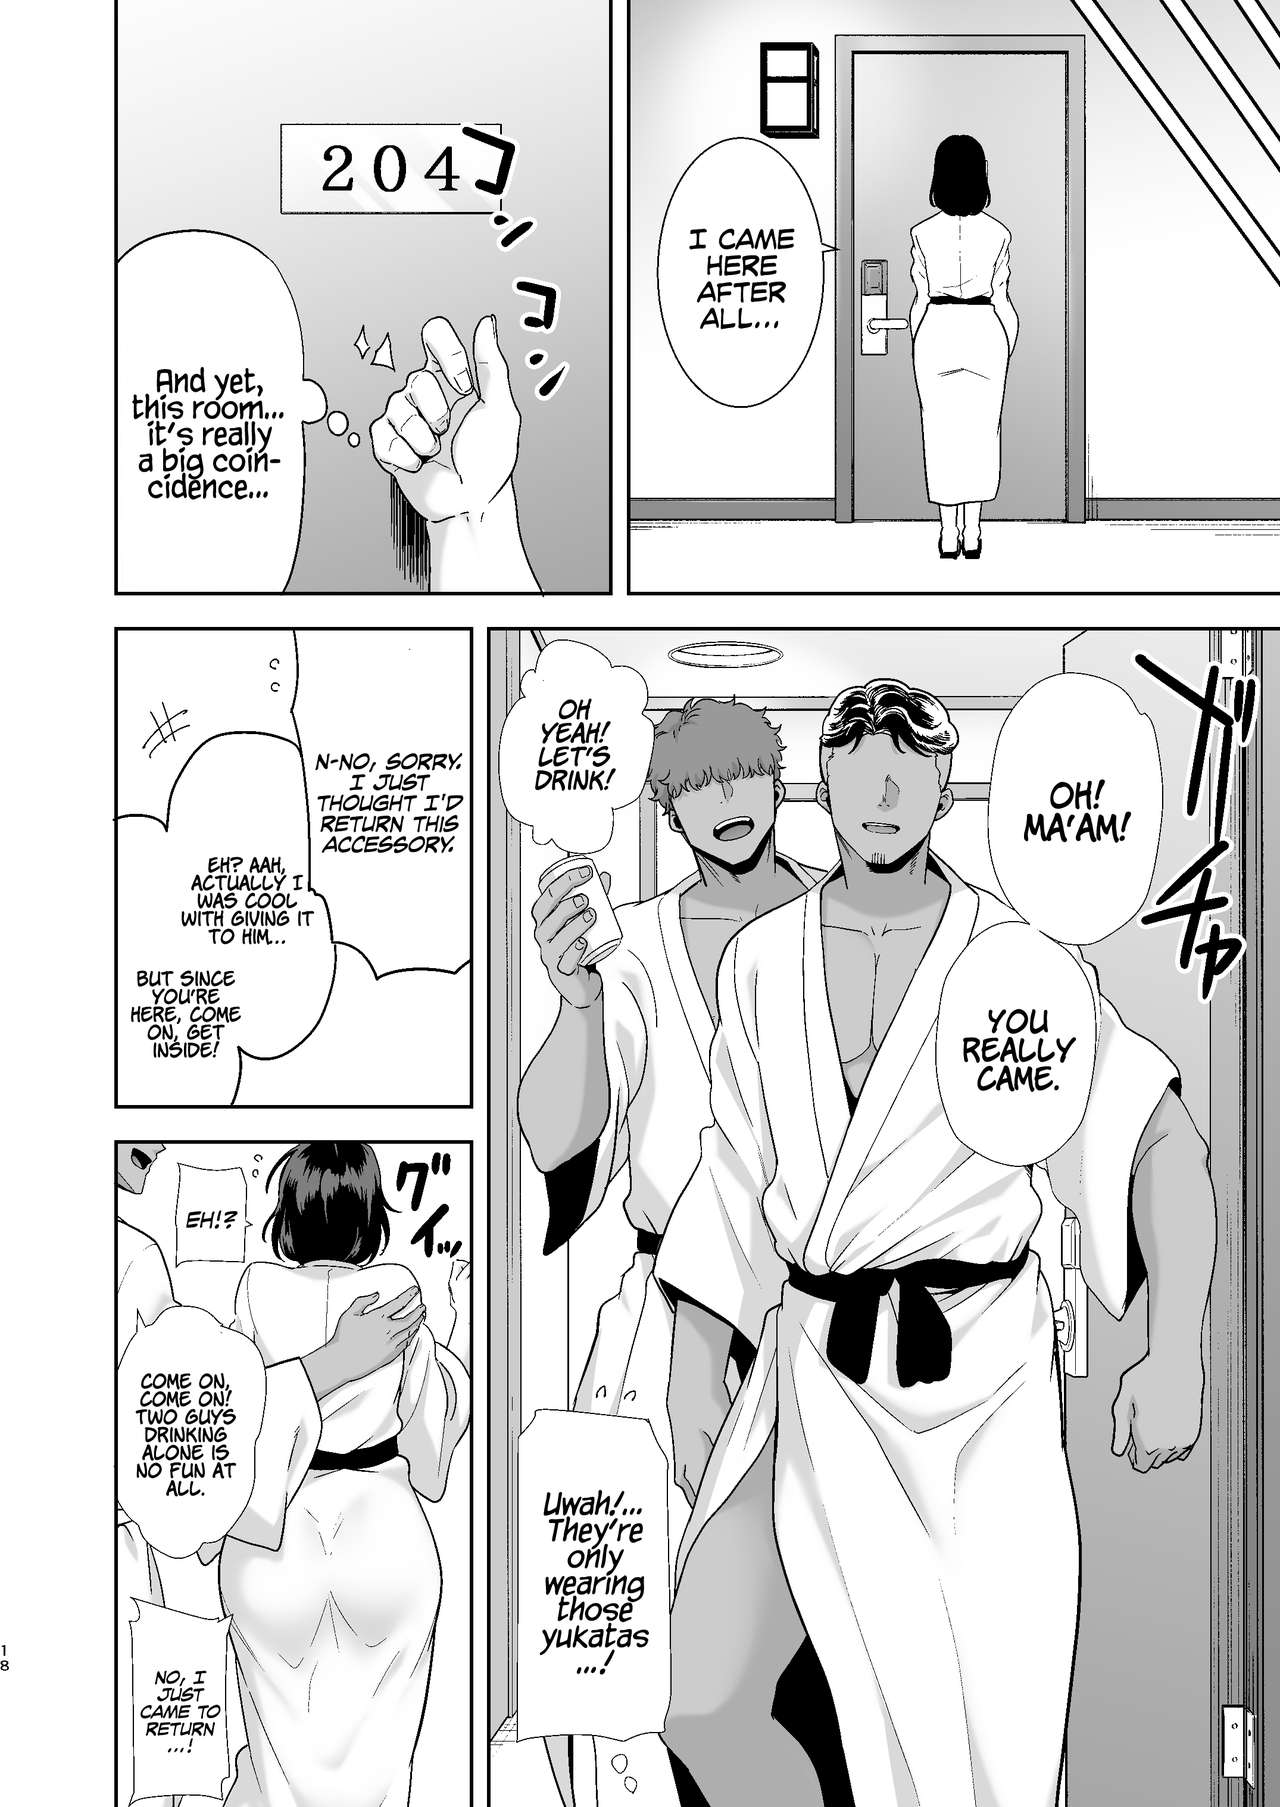 I CAME
HERE
AFTER
ALL...
204
コン
コン
And yet,
this room...
it's really
a big coin-
cidence...
OH!
MA'AM!
ガチャ
YOU
REALLY
CAME.
OH
YEAH!
LET'S
DRINK!
Uwah!...
They're
only
wearing
those
yukatas
...!
N-NO, SORRY.
I JUST
THOUGHT I'D
RETURN THIS
ACCESSORY.
EH? AAH,
ACTUALLY I
WAS COOL
WITH GIVING IT
TO HIM...
BUT SINCE
YOU'RE
HERE, COME
ON, GET
INSIDE!
グイッ
EH!?
COME ON,
COME ON!
TWO GUYS
DRINKING
ALONE IS
NO FUN AT
ALL.
NO, I
JUST
CAME TO
RETURN
...!
18